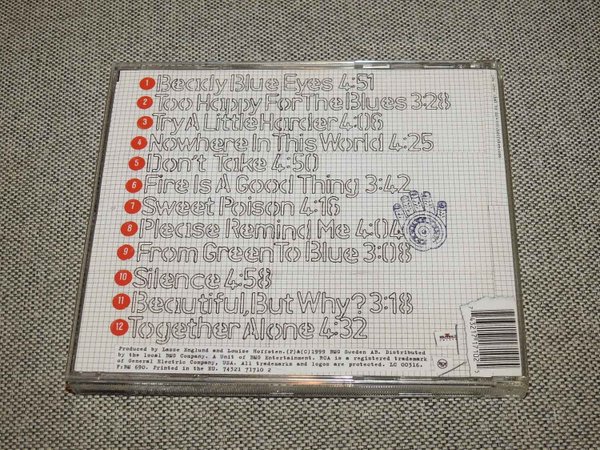 1 Beady Blue Eyes 4:51
2 Too Happy For The Blues 3:28
3 Try A Little Harder 4:06
4 Nowhere In This World 4:25
5 Don't Take 4:50
6 Fire Is A Good Thing 3:42
7 Sweet Poison 4:16
8 Please Remind Me 4:04
9 From Green To Blue 3:08
10 Silence 4:58
11 Beautiful, But Why? 3:18
12 Together Alone 4:32
Produced by Lasse Englund and Louise Hoffsten.(P)&(C)1999 BMG Sweden AB. Distributed
by the local BMG Company. A Unit of BMG Entertainment. RCA is a registered trademark
of General Electric Company, USA. All trademarks and logos are protected. LC 00316.
F:BM 690. Printed in the EU. 74321 71710 2
BMG